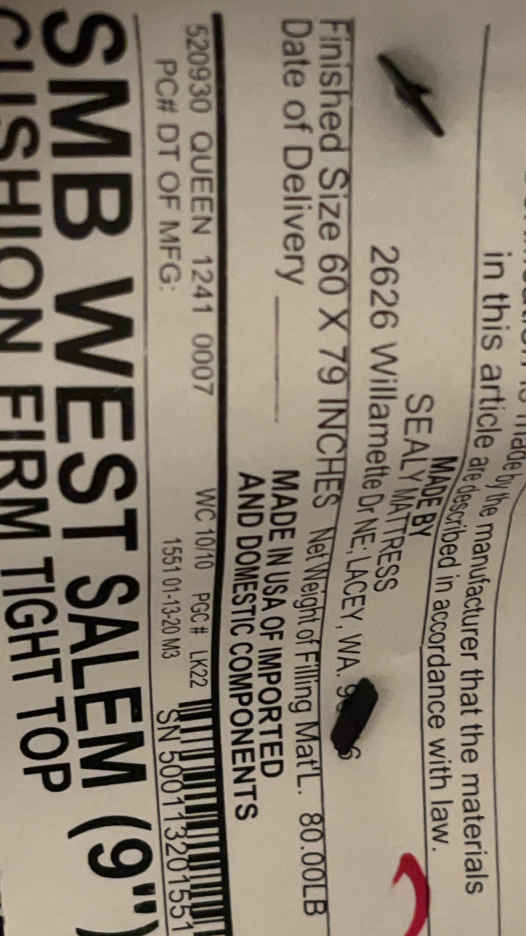 made by the manufacturer that the materials
in this article are described in accordance with law.
MADE BY
SEALY MATTRESS
2626 Willamette Dr NE; LACEY, WA.
Finished Size 60 X 79 INCHES Net Weight of Filling Mat'L. 80.00LB
Date of Delivery
MADE IN USA OF IMPORTED
AND DOMESTIC COMPONENTS
520930 QUEEN 1241 0007 WC 10/10 PGC # LK22
PC# DT OF MFG: 1551 01-13-20 M3 SN 500113201551
SMB WEST SALEM (9")
CUSHION FIRM TIGHT TOP